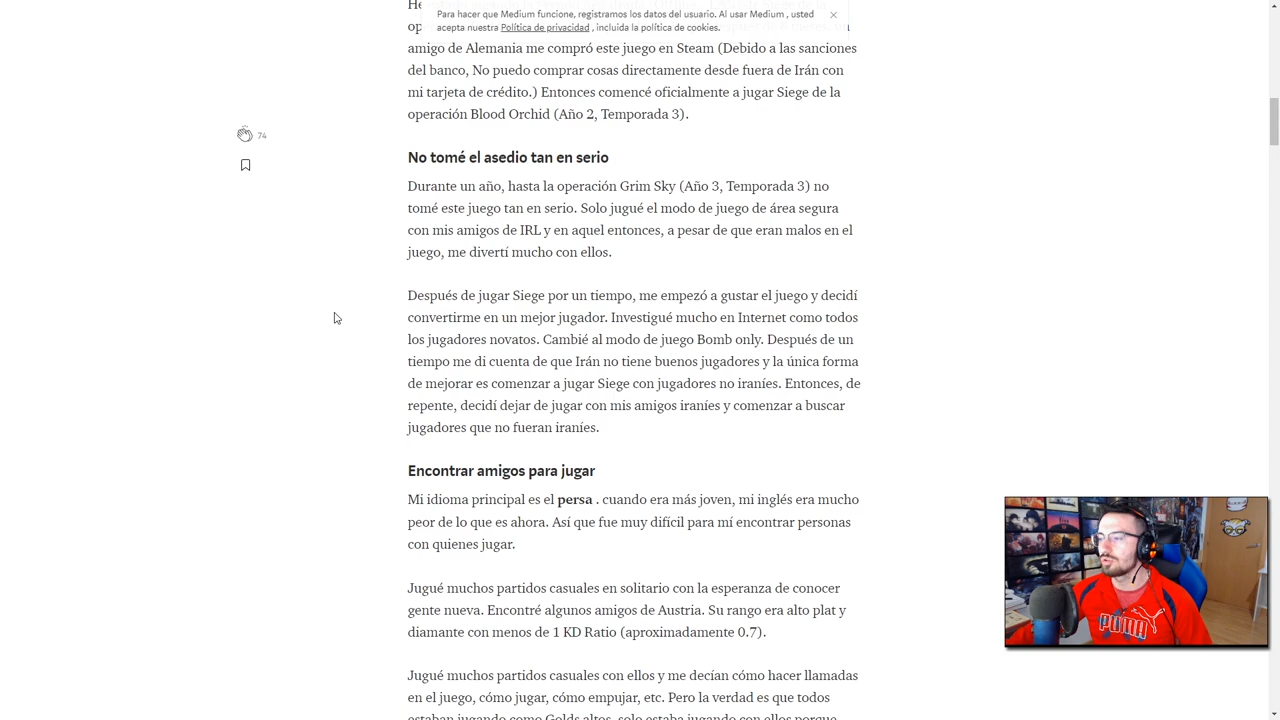 Para hacer que Medium funcione, registramos los datos del usuario. Al usar Medium , usted
acepta nuestra Política de privacidad , incluida la política de cookies.
amigo de Alemania me compró este juego en Steam (Debido a las sanciones
del banco, No puedo comprar cosas directamente desde fuera de Irán con
mi tarjeta de crédito.) Entonces comencé oficialmente a jugar Siege de la
operación Blood Orchid (Año 2, Temporada 3).
74
No tomé el asedio tan en serio
Durante un año, hasta la operación Grim Sky (Año 3, Temporada 3) no
tomé este juego tan en serio. Solo jugué el modo de juego de área segura
con mis amigos de IRL y en aquel entonces, a pesar de que eran malos en el
juego, me divertí mucho con ellos.
Después de jugar Siege por un tiempo, me empezó a gustar el juego y decidí
convertirme en un mejor jugador. Investigué mucho en Internet como todos
los jugadores novatos. Cambié al modo de juego Bomb only. Después de un
tiempo me di cuenta de que Irán no tiene buenos jugadores y la única forma
de mejorar es comenzar a jugar Siege con jugadores no iraníes. Entonces, de
repente, decidí dejar de jugar con mis amigos iraníes y comenzar a buscar
jugadores que no fueran iraníes.
Encontrar amigos para jugar
Mi idioma principal es el persa . cuando era más joven, mi inglés era mucho
peor de lo que es ahora. Así que fue muy difícil para mí encontrar personas
con quienes jugar.
Jugué muchos partidos casuales en solitario con la esperanza de conocer
gente nueva. Encontré algunos amigos de Austria. Su rango era alto plat y
diamante con menos de 1 KD Ratio (aproximadamente 0.7).
Jugué muchos partidos casuales con ellos y me decían cómo hacer llamadas
en el juego, cómo jugar, cómo empujar, etc. Pero la verdad es que todos
estaban jugando como Golds altos, solo estaba jugando con ellos porque
PUMA